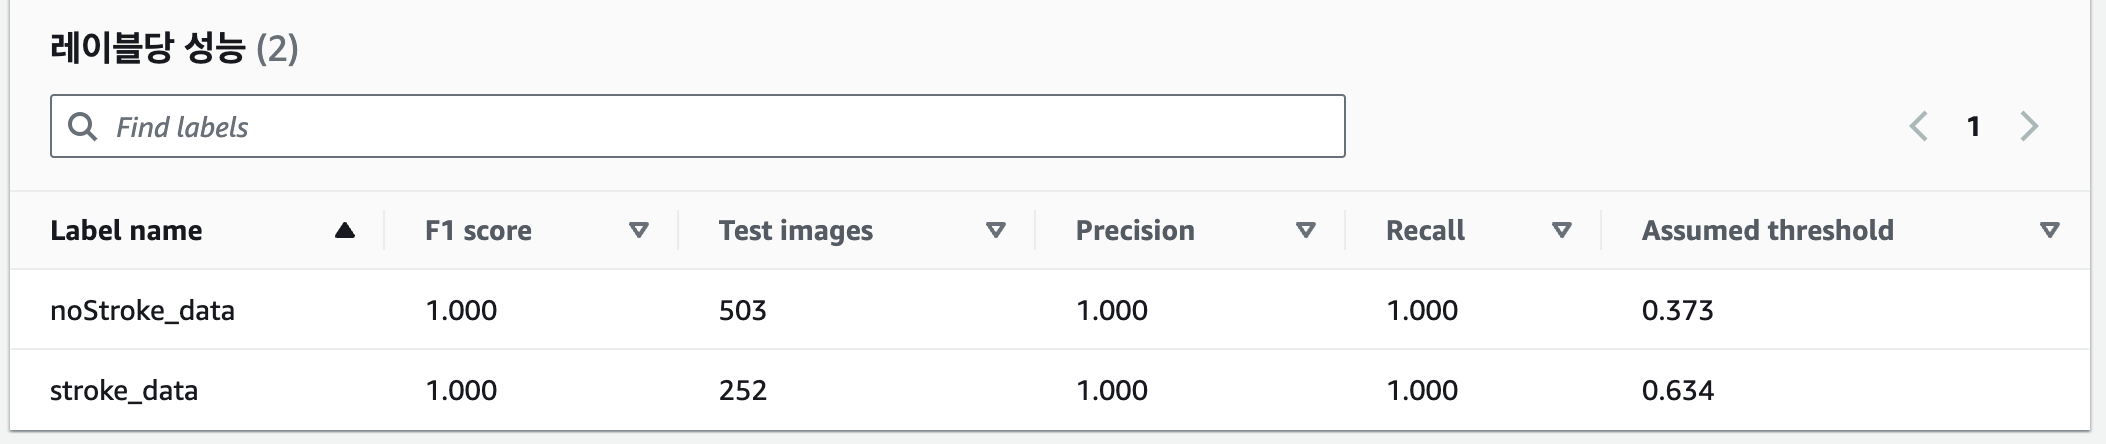 레이블당 성능 (2)
Find labels
1
Label name F1 score Test images Precision Recall Assumed threshold
noStroke_data 1.000 503 1.000 1.000 0.373
stroke_data 1.000 252 1.000 1.000 0.634